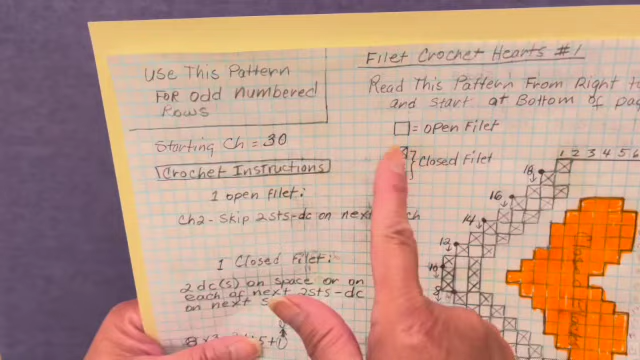 Use This Pattern
For odd Numbered
Rows
Starting Ch = 30
Crochet Instructions
1 open filet:
Ch2 - Skip 2sts-dc on next
1 Closed Filet:
2 dc(s) on space or on
each of next 2sts-dc
on next
Filet Crochet Hearts #1
Read This Pattern From Right
and Start at Bottom of
= open Filet
Closed Filet
1 2 3 4 5 6
18
16
14
12
10
8
Closed